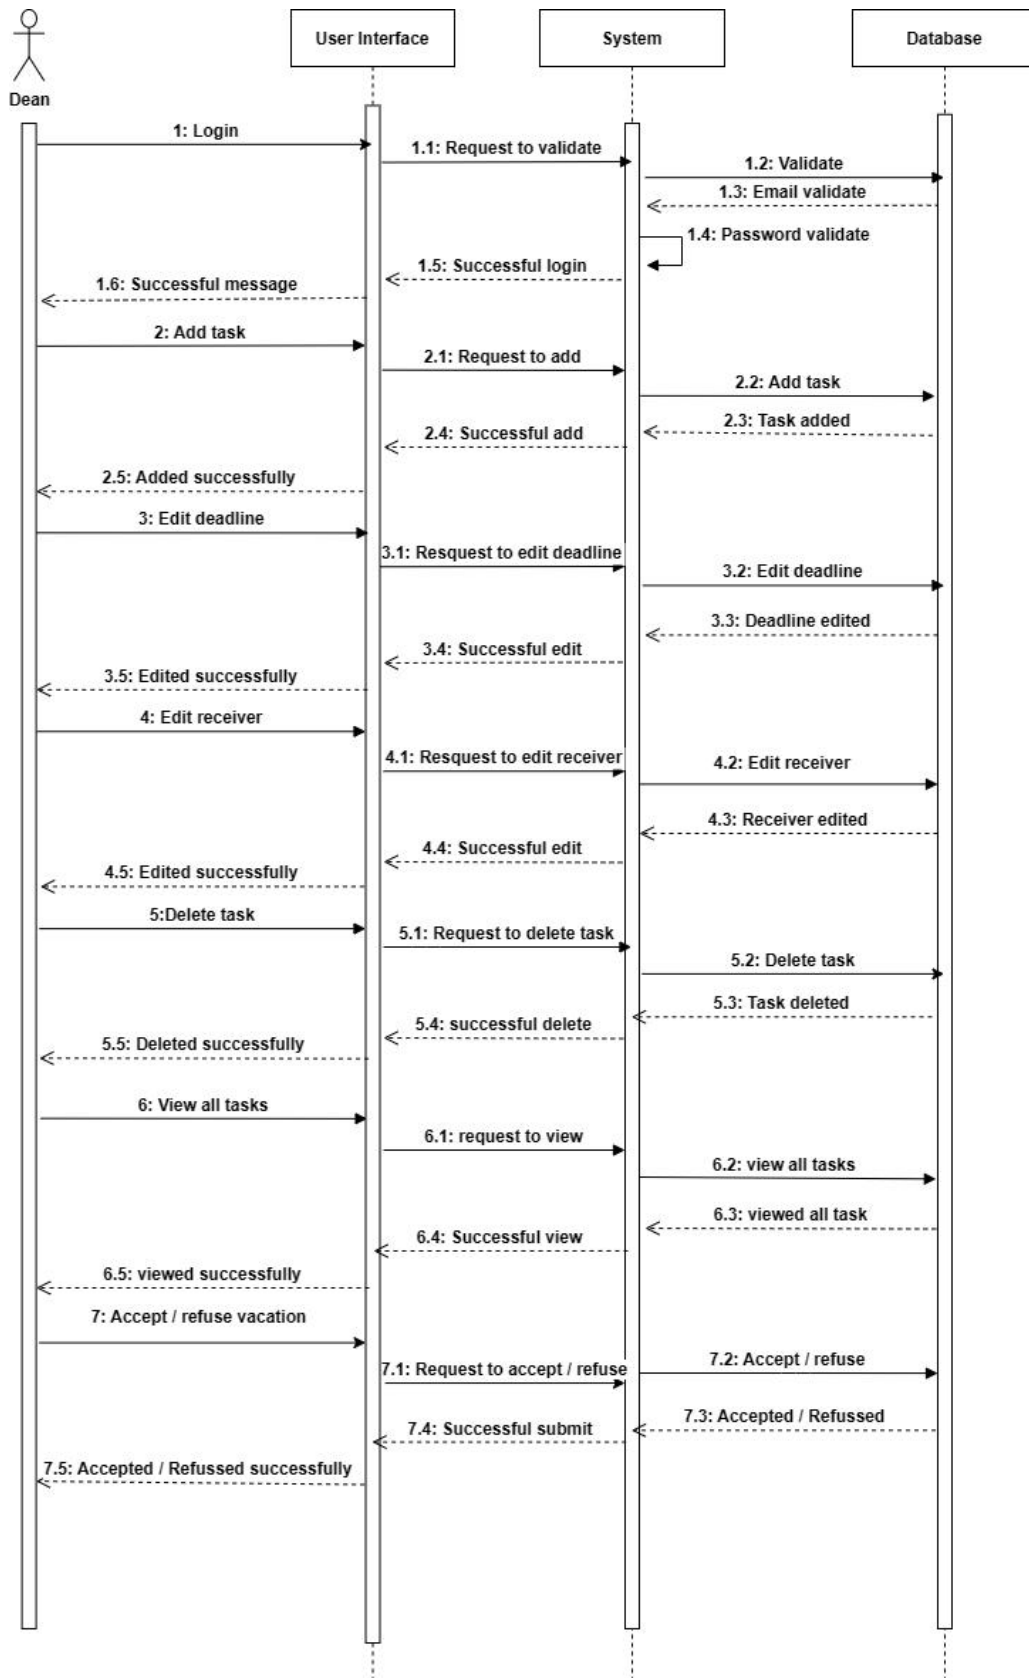 User Interface
System
Database
Dean
1: Login
1.1: Request to validate
1.2: Validate
1.3: Email validate
1.4: Password validate
1.5: Successful login
1.6: Successful message
2: Add task
2.1: Request to add
2.2: Add task
2.3: Task added
2.4: Successful add
2.5: Added successfully
3: Edit deadline
3.1: Resquest to edit deadline
3.2: Edit deadline
3.3: Deadline edited
3.4: Successful edit
3.5: Edited successfully
4: Edit receiver
4.1: Resquest to edit receiver
4.2: Edit receiver
4.3: Receiver edited
4.4: Successful edit
4.5: Edited successfully
5:Delete task
5.1: Request to delete task
5.2: Delete task
5.3: Task deleted
5.4: successful delete
5.5: Deleted successfully
6: View all tasks
6.1: request to view
6.2: view all tasks
6.3: viewed all task
6.4: Successful view
6.5: viewed successfully
7: Accept / refuse vacation
7.1: Request to accept / refuse
7.2: Accept / refuse
7.3: Accepted / Refussed
7.4: Successful submit
7.5: Accepted / Refussed successfully